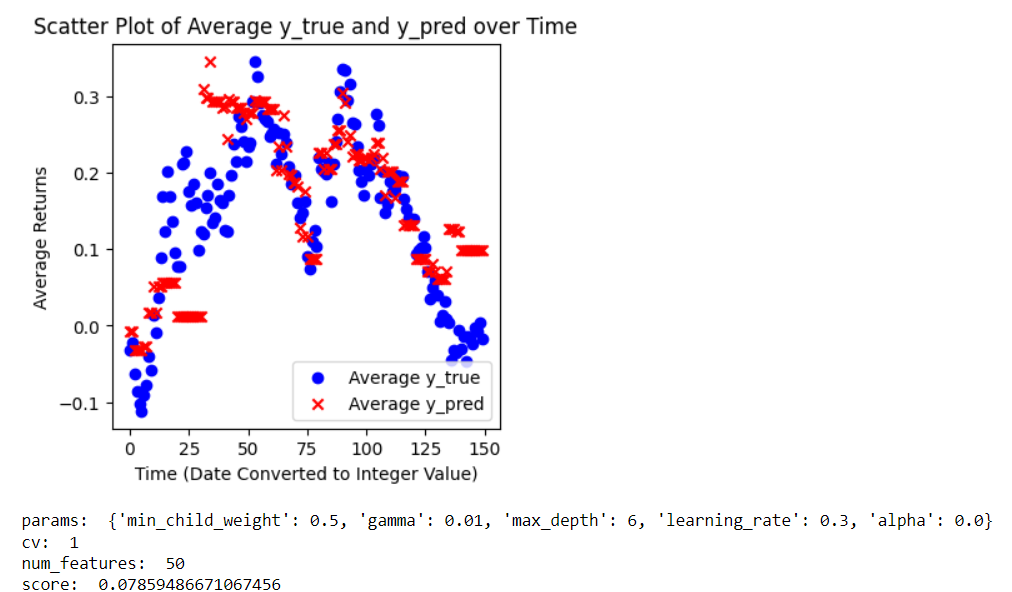 Scatter Plot of Average y_true and y_pred over Time
0.3
0.2
0.1
0.0
−0.1
Average Returns
Average y_true
Average y_pred
0 25 50 75 100 125 150
Time (Date Converted to Integer Value)
params:  {'min_child_weight': 0.5, 'gamma': 0.01, 'max_depth': 6, 'learning_rate': 0.3, 'alpha': 0.0}
cv:  1
num_features:  50
score:  0.07859486671067456